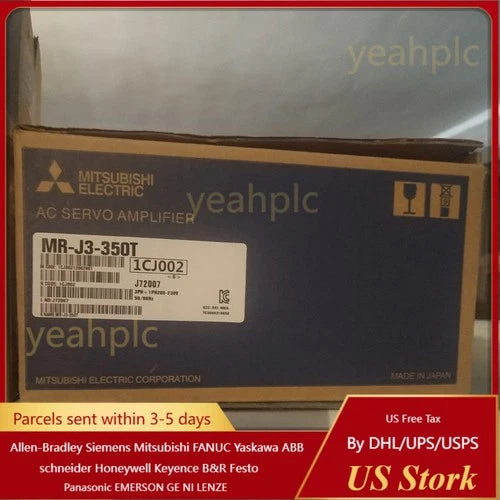 yeahplc
MITSUBISHI
ELECTRIC
yeahplc
AC SERVO AMPLIFIER
MR-J3-350T
1CJ002
J72007
yeahplc
MITSUBISHI ELECTRIC CORPORATION
MADE IN JAPAN
Parcels sent within 3-5 days
US Free Tax
Allen-Bradley Siemens Mitsubishi FANUC Yaskawa ABB
By DHL/UPS/USPS
schneider Honeywell Keyence B&R Festo
Panasonic EMERSON GE NI LENZE
US Stork